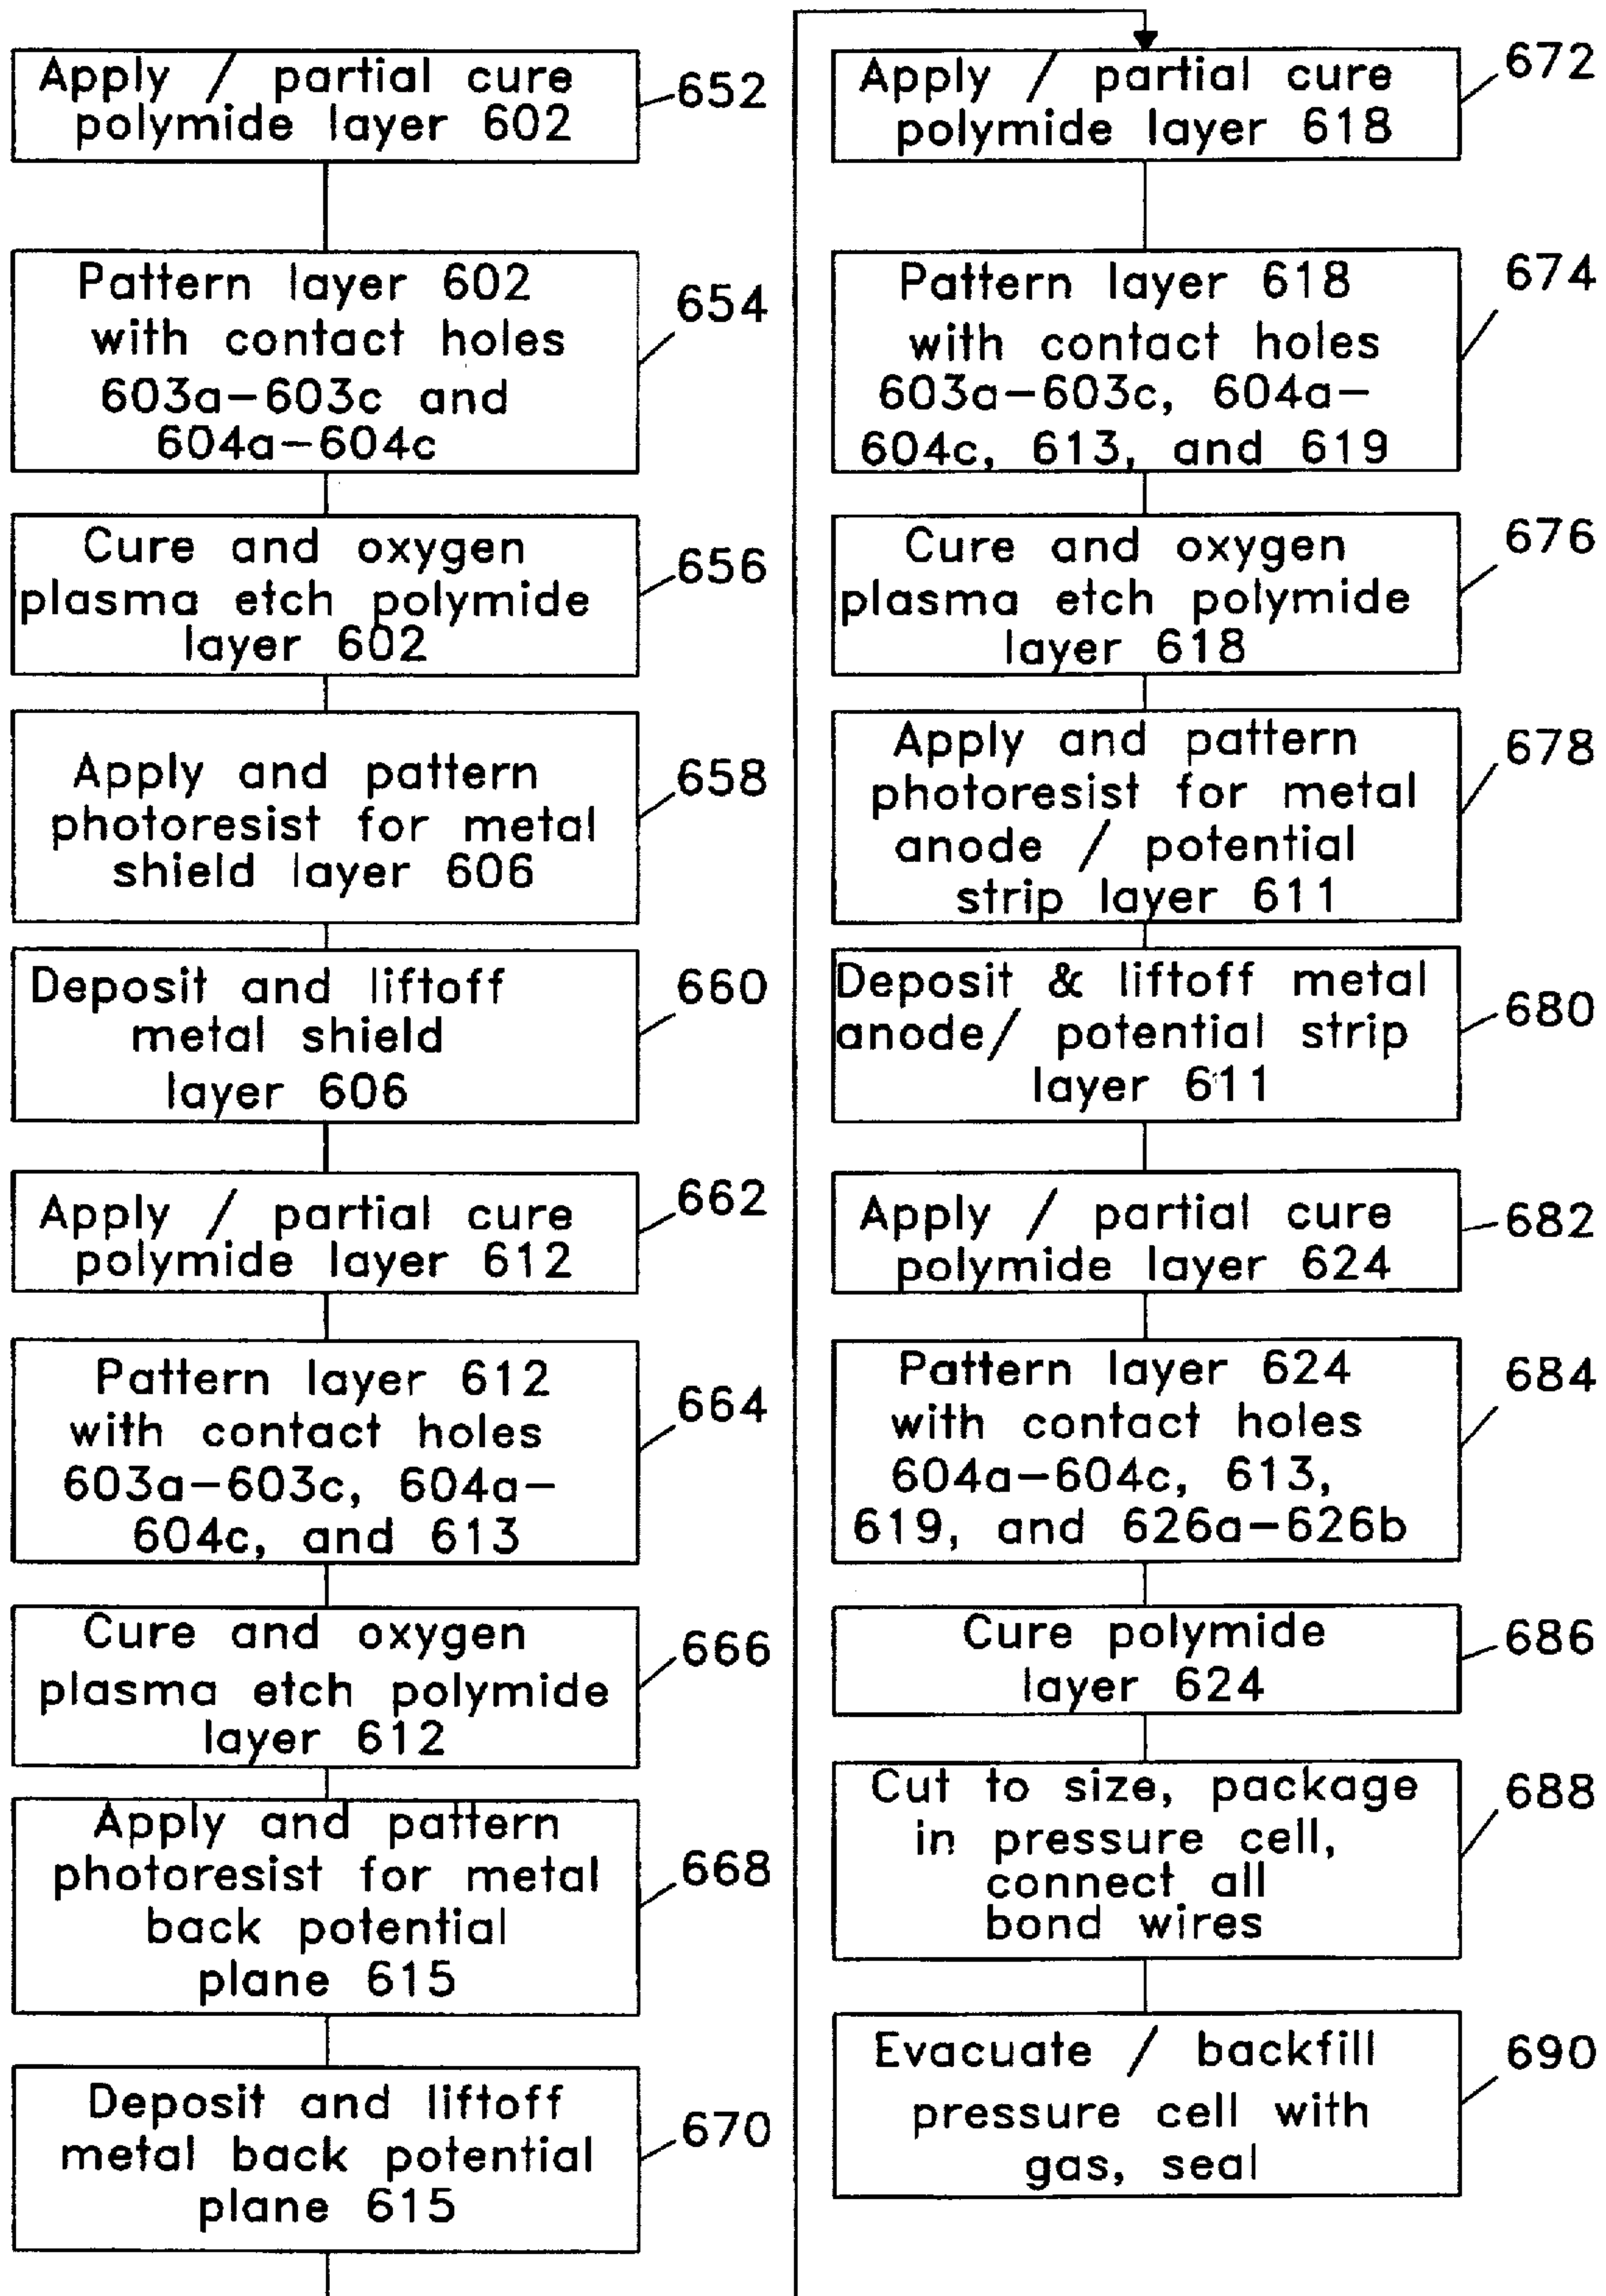 Apply / partial cure
polymide layer 602
652
Pattern layer 602
with contact holes
603a-603c and
604a-604c
654
Cure and oxygen
plasma etch polymide
layer 602
656
Apply and pattern
photoresist for metal
shield layer 606
658
Deposit and liftoff
metal shield
layer 606
660
Apply / partial cure
polymide layer 612
662
Pattern layer 612
with contact holes
603a-603c, 604a-
604c, and 613
664
Cure and oxygen
plasma etch polymide
layer 612
666
Apply and pattern
photoresist for metal
back potential
plane 615
668
Deposit and liftoff
metal back potential
plane 615
670
Apply / partial cure
polymide layer 618
672
Pattern layer 618
with contact holes
603a-603c, 604a-
604c, 613, and 619
674
Cure and oxygen
plasma etch polymide
layer 618
676
Apply and pattern
photoresist for metal
anode / potential
strip layer 611
678
Deposit & liftoff metal
anode/ potential strip
layer 611
680
Apply / partial cure
polymide layer 624
682
Pattern layer 624
with contact holes
604a-604c, 613,
619, and 626a-626b
684
Cure polymide
layer 624
686
Cut to size, package
in pressure cell,
connect all
bond wires
688
Evacuate / backfill
pressure cell with
gas, seal
690